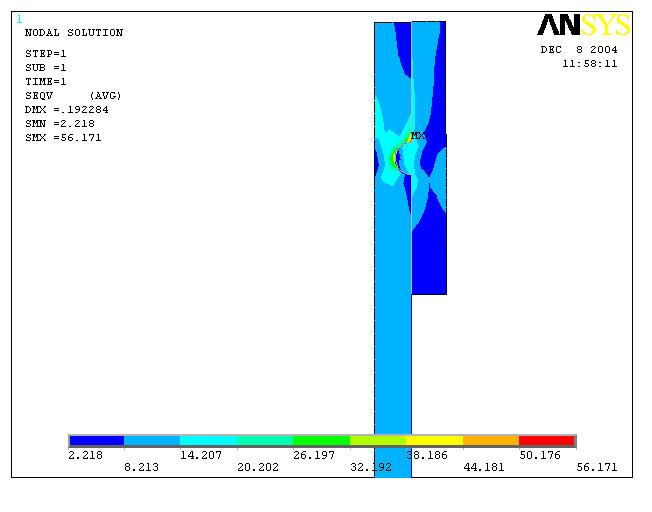 1
NODAL SOLUTION
STEP=1
SUB =1
TIME=1
SEQV (AVG)
DMX =.192284
SMN =2.218
SMX =56.171
ANSYS
DEC 8 2004
11:58:11
MX
2.218 14.207 26.197 38.186 50.176
8.213 20.202 32.192 44.181 56.171